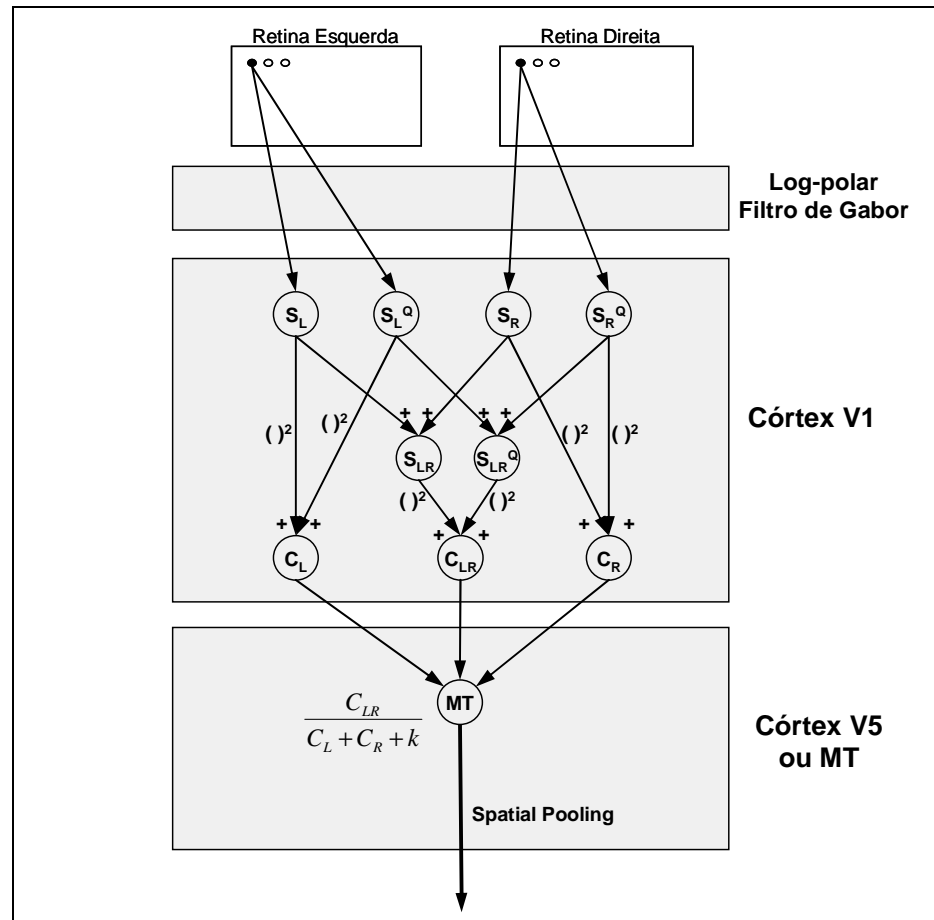 Retina Esquerda
Retina Direita
Log-polar
Filtro de Gabor
S_L
S_L^Q
S_R
S_R^Q
+ + + +
( )² ( )² ( )² ( )²
Córtex V1
S_LR
S_LR^Q
( )² ( )²
+ + + + + +
C_L
C_LR
C_R
MT
C_LR
C_L + C_R + k
Córtex V5
ou MT
Spatial Pooling